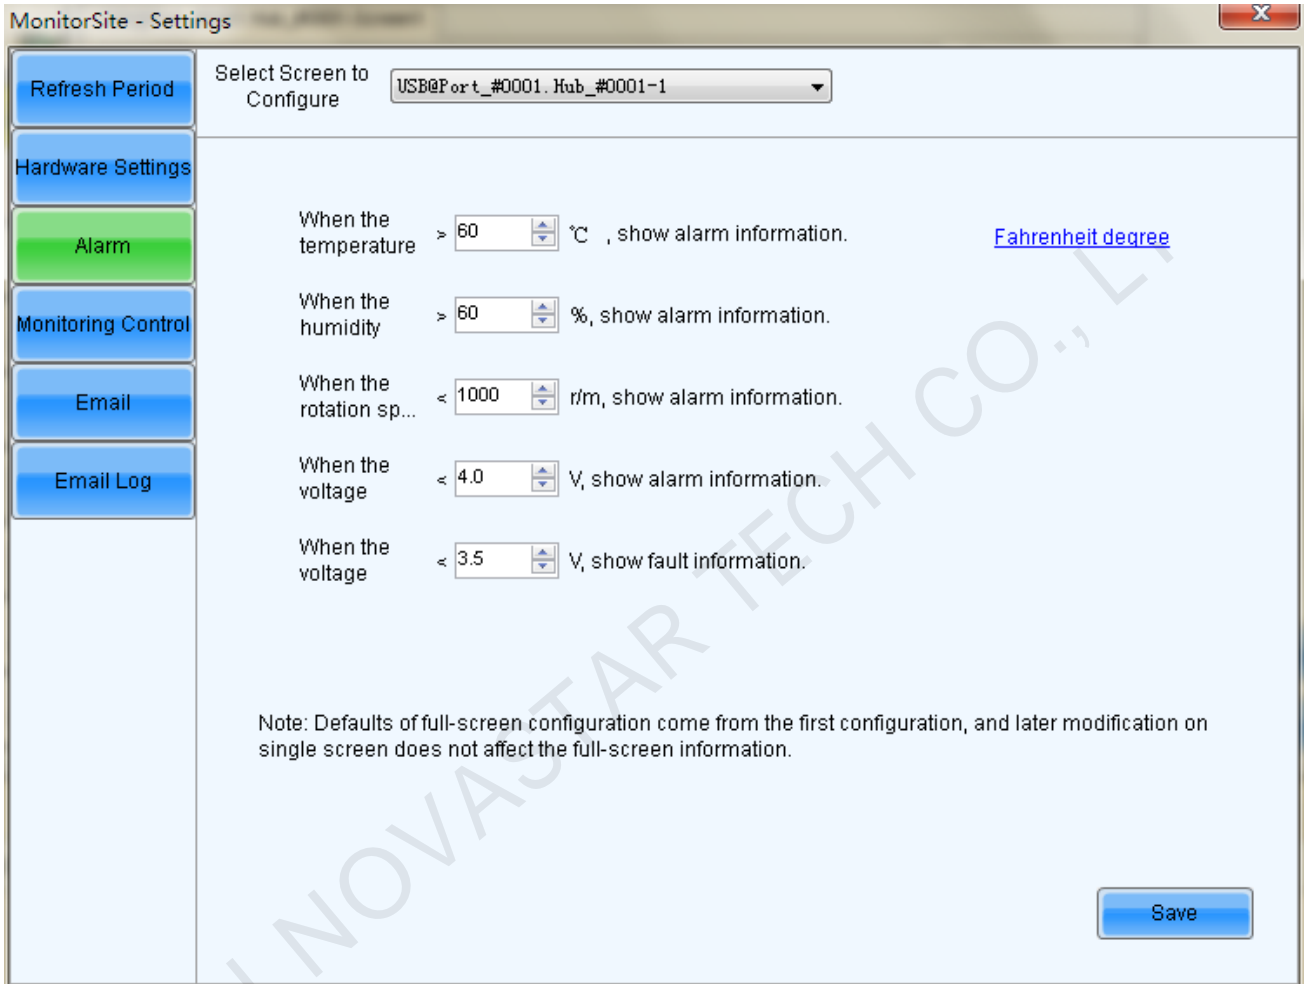 MonitorSite - Settings
Refresh Period
Hardware Settings
Alarm
Monitoring Control
Email
Email Log
Select Screen to
Configure
USB@Port_#0001.Hub_#0001-1
When the
temperature > 60 ℃ , show alarm information.
Fahrenheit degree
When the
humidity > 60 %, show alarm information.
When the
rotation sp... < 1000 r/m, show alarm information.
When the
voltage < 4.0 V, show alarm information.
When the
voltage < 3.5 V, show fault information.
Note: Defaults of full-screen configuration come from the first configuration, and later modification on
single screen does not affect the full-screen information.
Save
NOVASTAR TECH CO., L